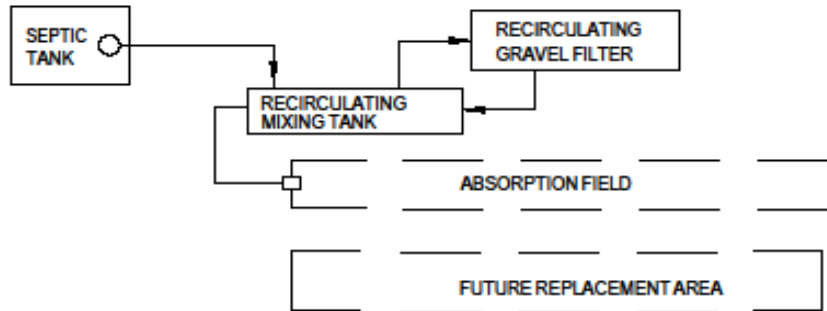 SEPTIC
TANK
RECIRCULATING
GRAVEL FILTER
RECIRCULATING
MIXING TANK
ABSORPTION FIELD
FUTURE REPLACEMENT AREA